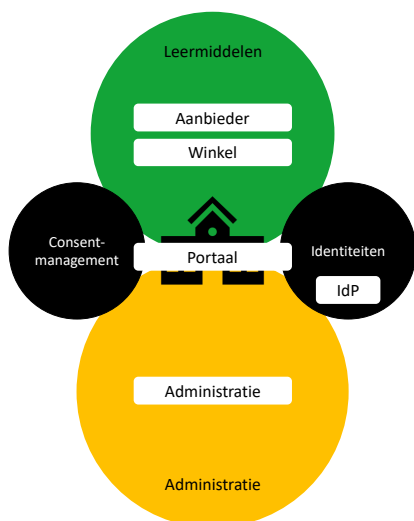 Leermiddelen
Aanbieder
Winkel
Consent-
management
Portaal
Identiteiten
IdP
Administratie
Administratie